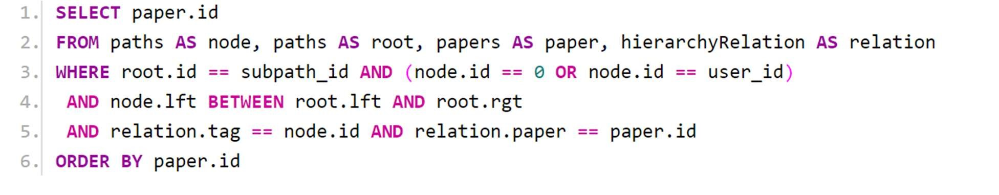 1. SELECT paper.id
2. FROM paths AS node, paths AS root, papers AS paper, hierarchyRelation AS relation
3. WHERE root.id == subpath_id AND (node.id == 0 OR node.id == user_id)
4. AND node.lft BETWEEN root.lft AND root.rgt
5. AND relation.tag == node.id AND relation.paper == paper.id
6. ORDER BY paper.id